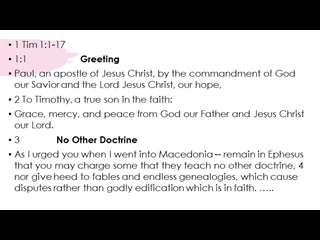 • 1 Tim 1:1-17
• 1:1 Greeting
• Paul, an apostle of Jesus Christ, by the commandment of God
our Savior and the Lord Jesus Christ, our hope,
• 2 To Timothy, a true son in the faith:
Grace, mercy, and peace from God our Father and Jesus Christ
our Lord.
• 3 No Other Doctrine
• As I urged you when I went into Macedonia -- remain in Ephesus
that you may charge some that they teach no other doctrine, 4
nor give heed to fables and endless genealogies, which cause
disputes rather than godly edification which is in faith. …..